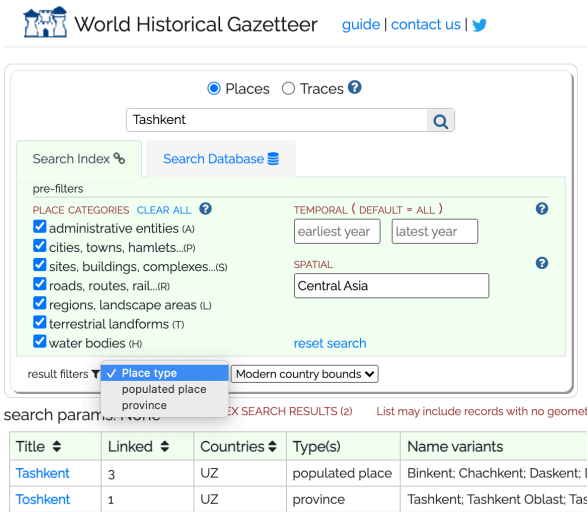 World Historical Gazetteer guide | contact us |
Places Traces ?
Tashkent
Search Index Search Database
pre-filters
PLACE CATEGORIES CLEAR ALL ? TEMPORAL ( DEFAULT = ALL ) ?
administrative entities (A) earliest year latest year
cities, towns, hamlets...(P)
sites, buildings, complexes...(S) SPATIAL ?
roads, routes, rail...(R) Central Asia
regions, landscape areas (L)
terrestrial landforms (T)
water bodies (H) reset search
result filters ✓ Place type Modern country bounds
populated place
province
search params: None EX SEARCH RESULTS (2) List may include records with no geomet
Title Linked Countries Type(s) Name variants
Tashkent 3 UZ populated place Binkent; Chachkent; Daskent;
Toshkent 1 UZ province Tashkent; Tashkent Oblast; Tas